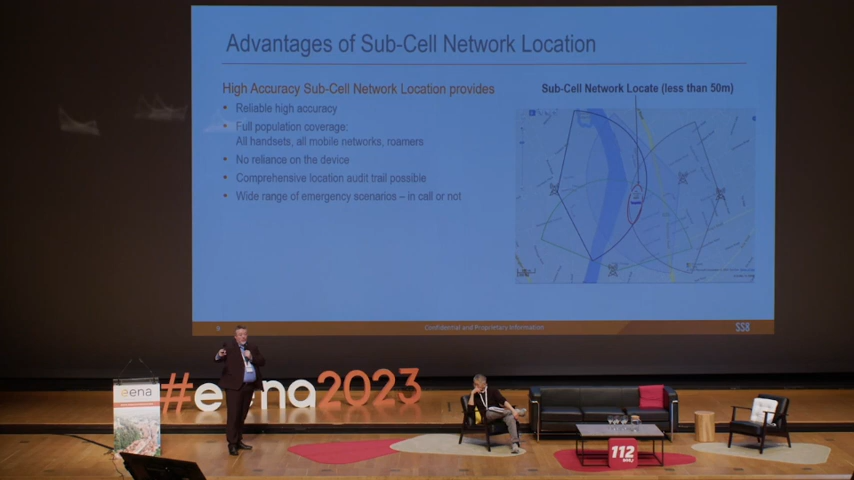 Advantages of Sub-Cell Network Location
High Accuracy Sub-Cell Network Location provides
• Reliable high accuracy
• Full population coverage:
All handsets, all mobile networks, roamers
• No reliance on the device
• Comprehensive location audit trail possible
• Wide range of emergency scenarios – in call or not
Sub-Cell Network Locate (less than 50m)
6
Confidential and Proprietary Information
SS8
eena
#eena2023
112